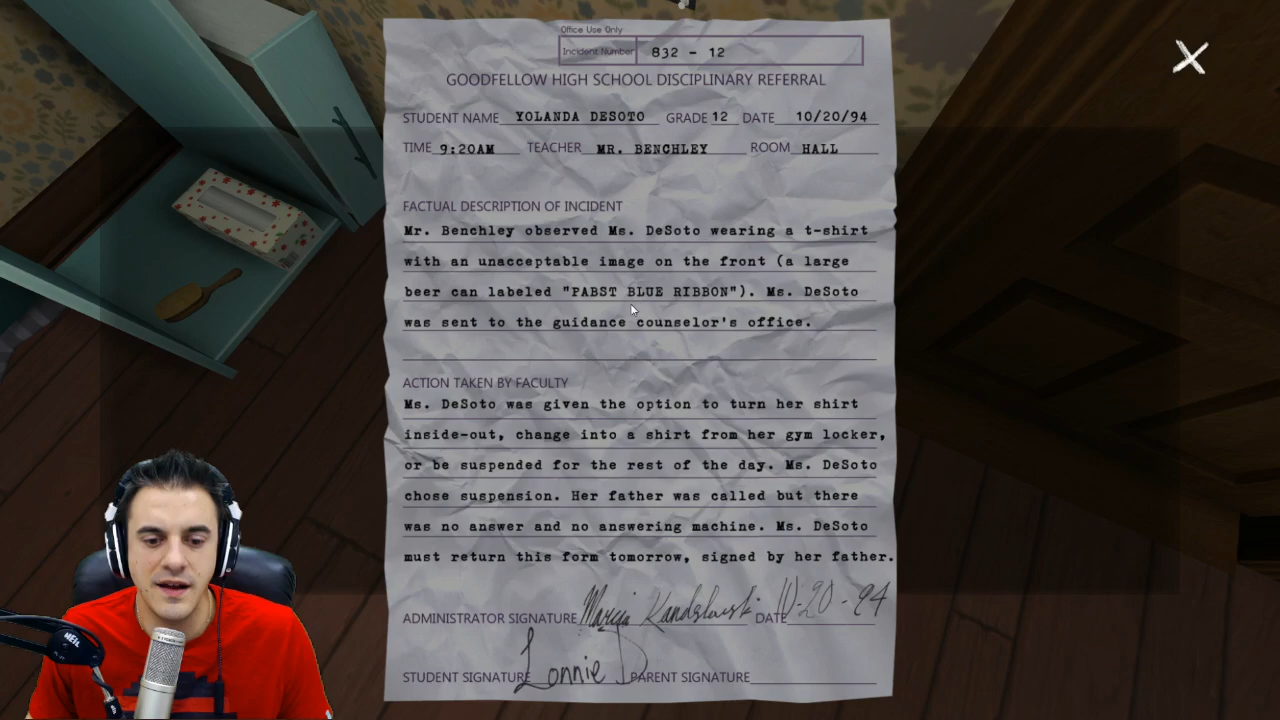 Office Use Only
Incident Number 832 - 12
GOODFELLOW HIGH SCHOOL DISCIPLINARY REFERRAL
STUDENT NAME YOLANDA DESOTO GRADE 12 DATE 10/20/94
TIME 9:20AM TEACHER MR. BENCHLEY ROOM HALL
FACTUAL DESCRIPTION OF INCIDENT
Mr. Benchley observed Ms. DeSoto wearing a t-shirt
with an unacceptable image on the front (a large
beer can labeled "PABST BLUE RIBBON"). Ms. DeSoto
was sent to the guidance counselor's office.
ACTION TAKEN BY FACULTY
Ms. DeSoto was given the option to turn her shirt
inside-out, change into a shirt from her gym locker,
or be suspended for the rest of the day. Ms. DeSoto
chose suspension. Her father was called but there
was no answer and no answering machine. Ms. DeSoto
must return this form tomorrow, signed by her father.
ADMINISTRATOR SIGNATURE Marcia DATE 10-20-94
STUDENT SIGNATURE Lonnie D PARENT SIGNATURE